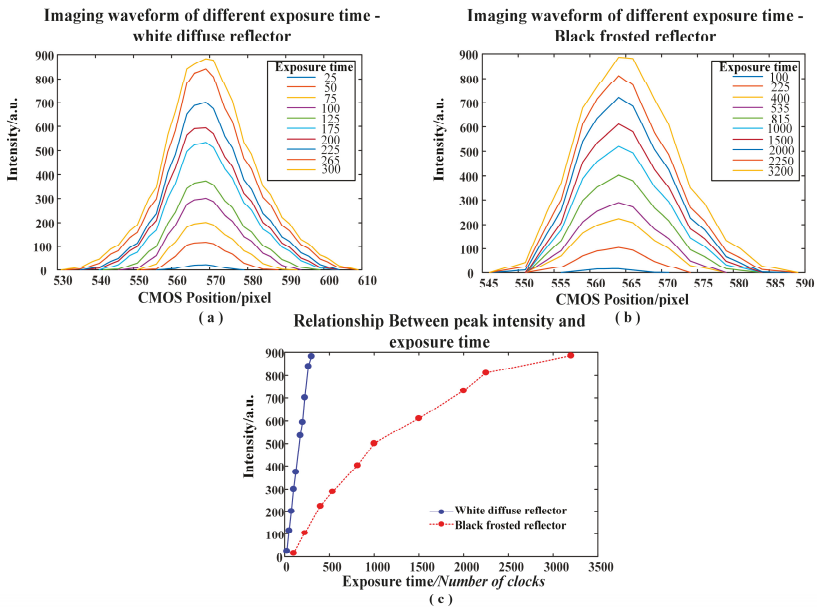 Imaging waveform of different exposure time -
white diffuse reflector
Intensity/a.u.
900
800
700
600
500
400
300
200
100
0
530 540 550 560 570 580 590 600 610
CMOS Position/pixel
Exposure time
25
50
75
100
125
175
200
225
265
300
( a )
Imaging waveform of different exposure time -
Black frosted reflector
Intensity/a.u.
900
800
700
600
500
400
300
200
100
0
545 550 555 560 565 570 575 580 585 590
CMOS Position/pixel
Exposure time
100
225
400
535
815
1000
1500
2000
2250
3200
( b )
Relationship Between peak intensity and
exposure time
Intensity/a.u.
900
800
700
600
500
400
300
200
100
0
0 500 1000 1500 2000 2500 3000 3500
White diffuse reflector
Black frosted reflector
Exposure time/Number of clocks
( c )